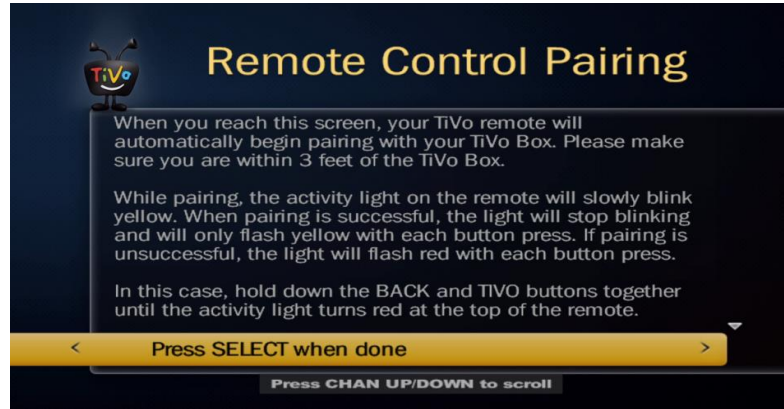 TiVo
Remote Control Pairing
When you reach this screen, your TiVo remote will
automatically begin pairing with your TiVo Box. Please make
sure you are within 3 feet of the TiVo Box.
While pairing, the activity light on the remote will slowly blink
yellow. When pairing is successful, the light will stop blinking
and will only flash yellow with each button press. If pairing is
unsuccessful, the light will flash red with each button press.
In this case, hold down the BACK and TIVO buttons together
until the activity light turns red at the top of the remote.
< Press SELECT when done >
Press CHAN UP/DOWN to scroll